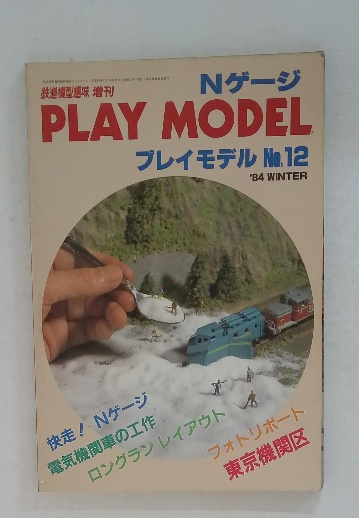 鉄道模型趣味 増刊
Nゲージ
PLAY MODEL
プレイモデル No.12
'84 WINTER
快走! Nゲージ
電気機関車の工作
ロングラン レイアウト
フォトリポート
東京機関区